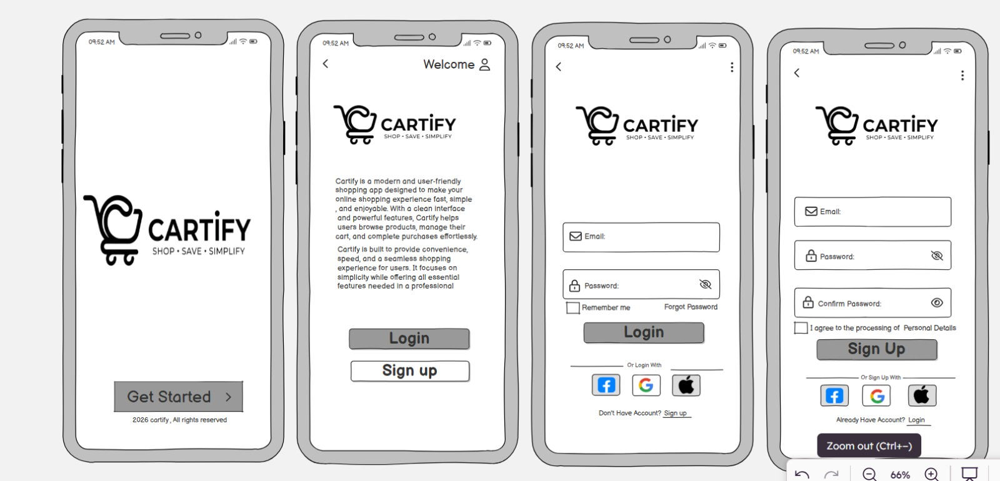 09:52 AM
CARTiFY
SHOP • SAVE • SIMPLIFY
Get Started
2026 cartify, All rights reserved
09:52 AM
Welcome
CARTiFY
SHOP • SAVE • SIMPLIFY
Cartify is a modern and user-friendly
shopping app designed to make your
online shopping experience fast, simple
, and enjoyable. With a clean interface
and powerful features, Cartify helps
users browse products, manage their
cart, and complete purchases effortlessly.
Cartify is built to provide convenience,
speed, and a seamless shopping
experience for users. It focuses on
simplicity while offering all essential
features needed in a professional
Login
Sign up
09:52 AM
CARTiFY
SHOP • SAVE • SIMPLIFY
Email:
Password:
Remember me Forgot Password
Login
Or Login With
Don't Have Account? Sign up
09:52 AM
CARTiFY
SHOP • SAVE • SIMPLIFY
Email:
Password:
Confirm Password:
I agree to the processing of Personal Details
Sign Up
Or Sign Up With
Already Have Account? Login
Zoom out (Ctrl+−)
66%